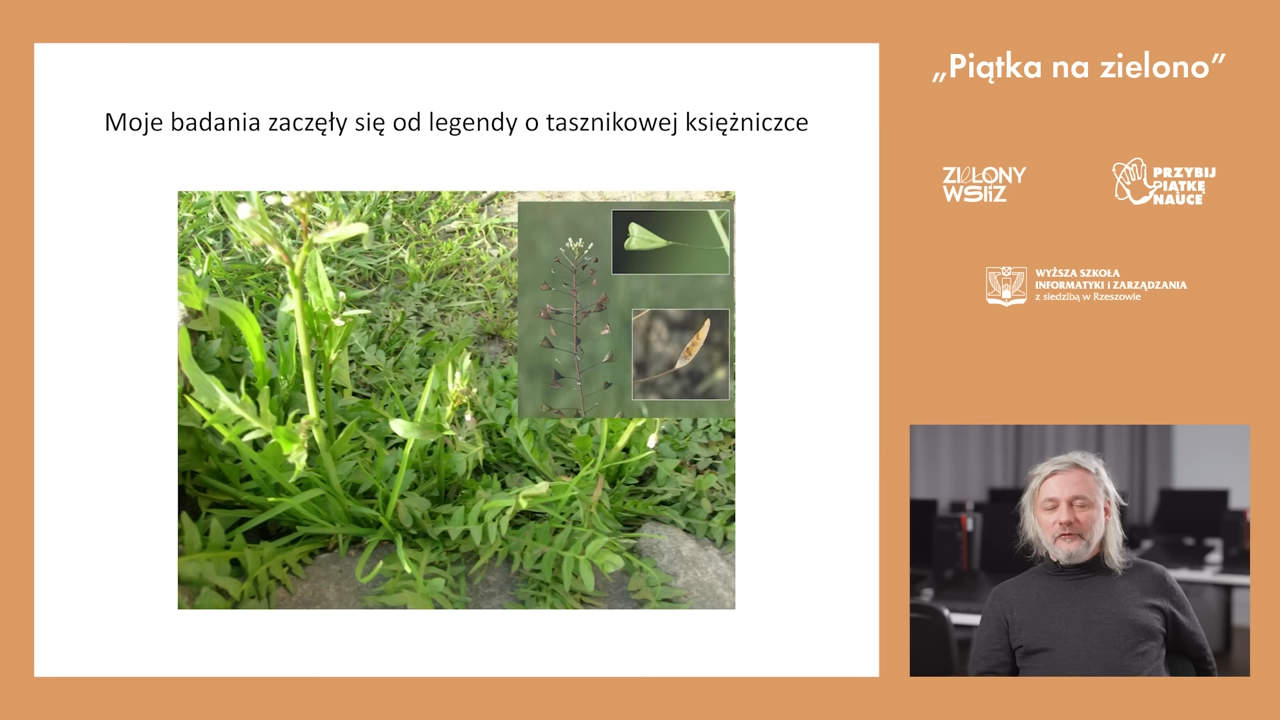 Moje badania zaczęły się od legendy o tasznikowej księżniczce
„Piątka na zielono”
ZIELONY
WSIiZ
PRZYBIJ
PIĄTKĘ
NAUCE
WYŻSZA SZKOŁA
INFORMATYKI i ZARZĄDZANIA
z siedzibą w Rzeszowie